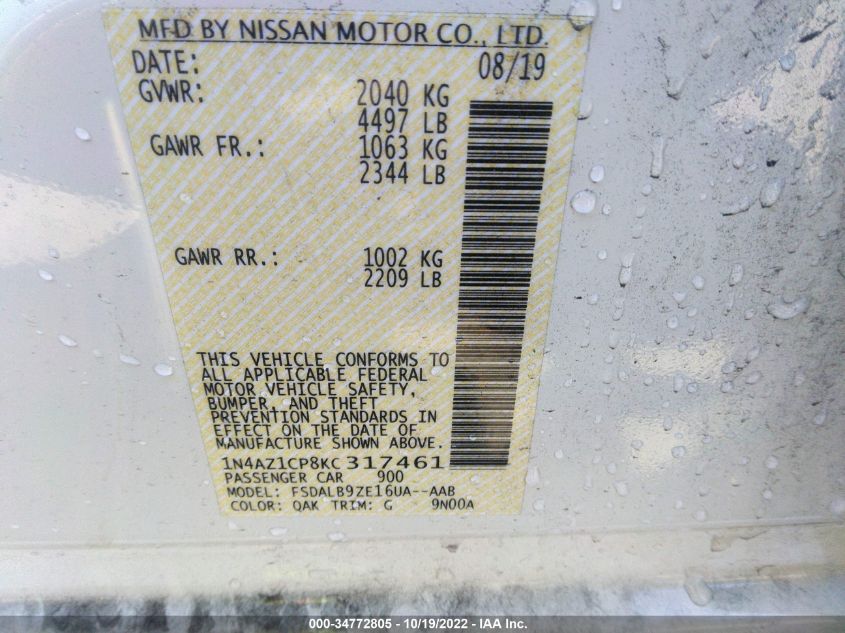 MFD BY NISSAN MOTOR CO., LTD.
DATE: 08/19
GVWR: 2040 KG
4497 LB
GAWR FR.: 1063 KG
2344 LB
GAWR RR.: 1002 KG
2209 LB
THIS VEHICLE CONFORMS TO
ALL APPLICABLE FEDERAL
MOTOR VEHICLE SAFETY,
BUMPER, AND THEFT
PREVENTION STANDARDS IN
EFFECT ON THE DATE OF
MANUFACTURE SHOWN ABOVE.
1N4AZ1CP8KC317461
PASSENGER CAR 900
MODEL: FSDALB9ZE16UA--AAB
COLOR: QAK TRIM: G 9N00A
000-34772805 - 10/19/2022 - IAA Inc.